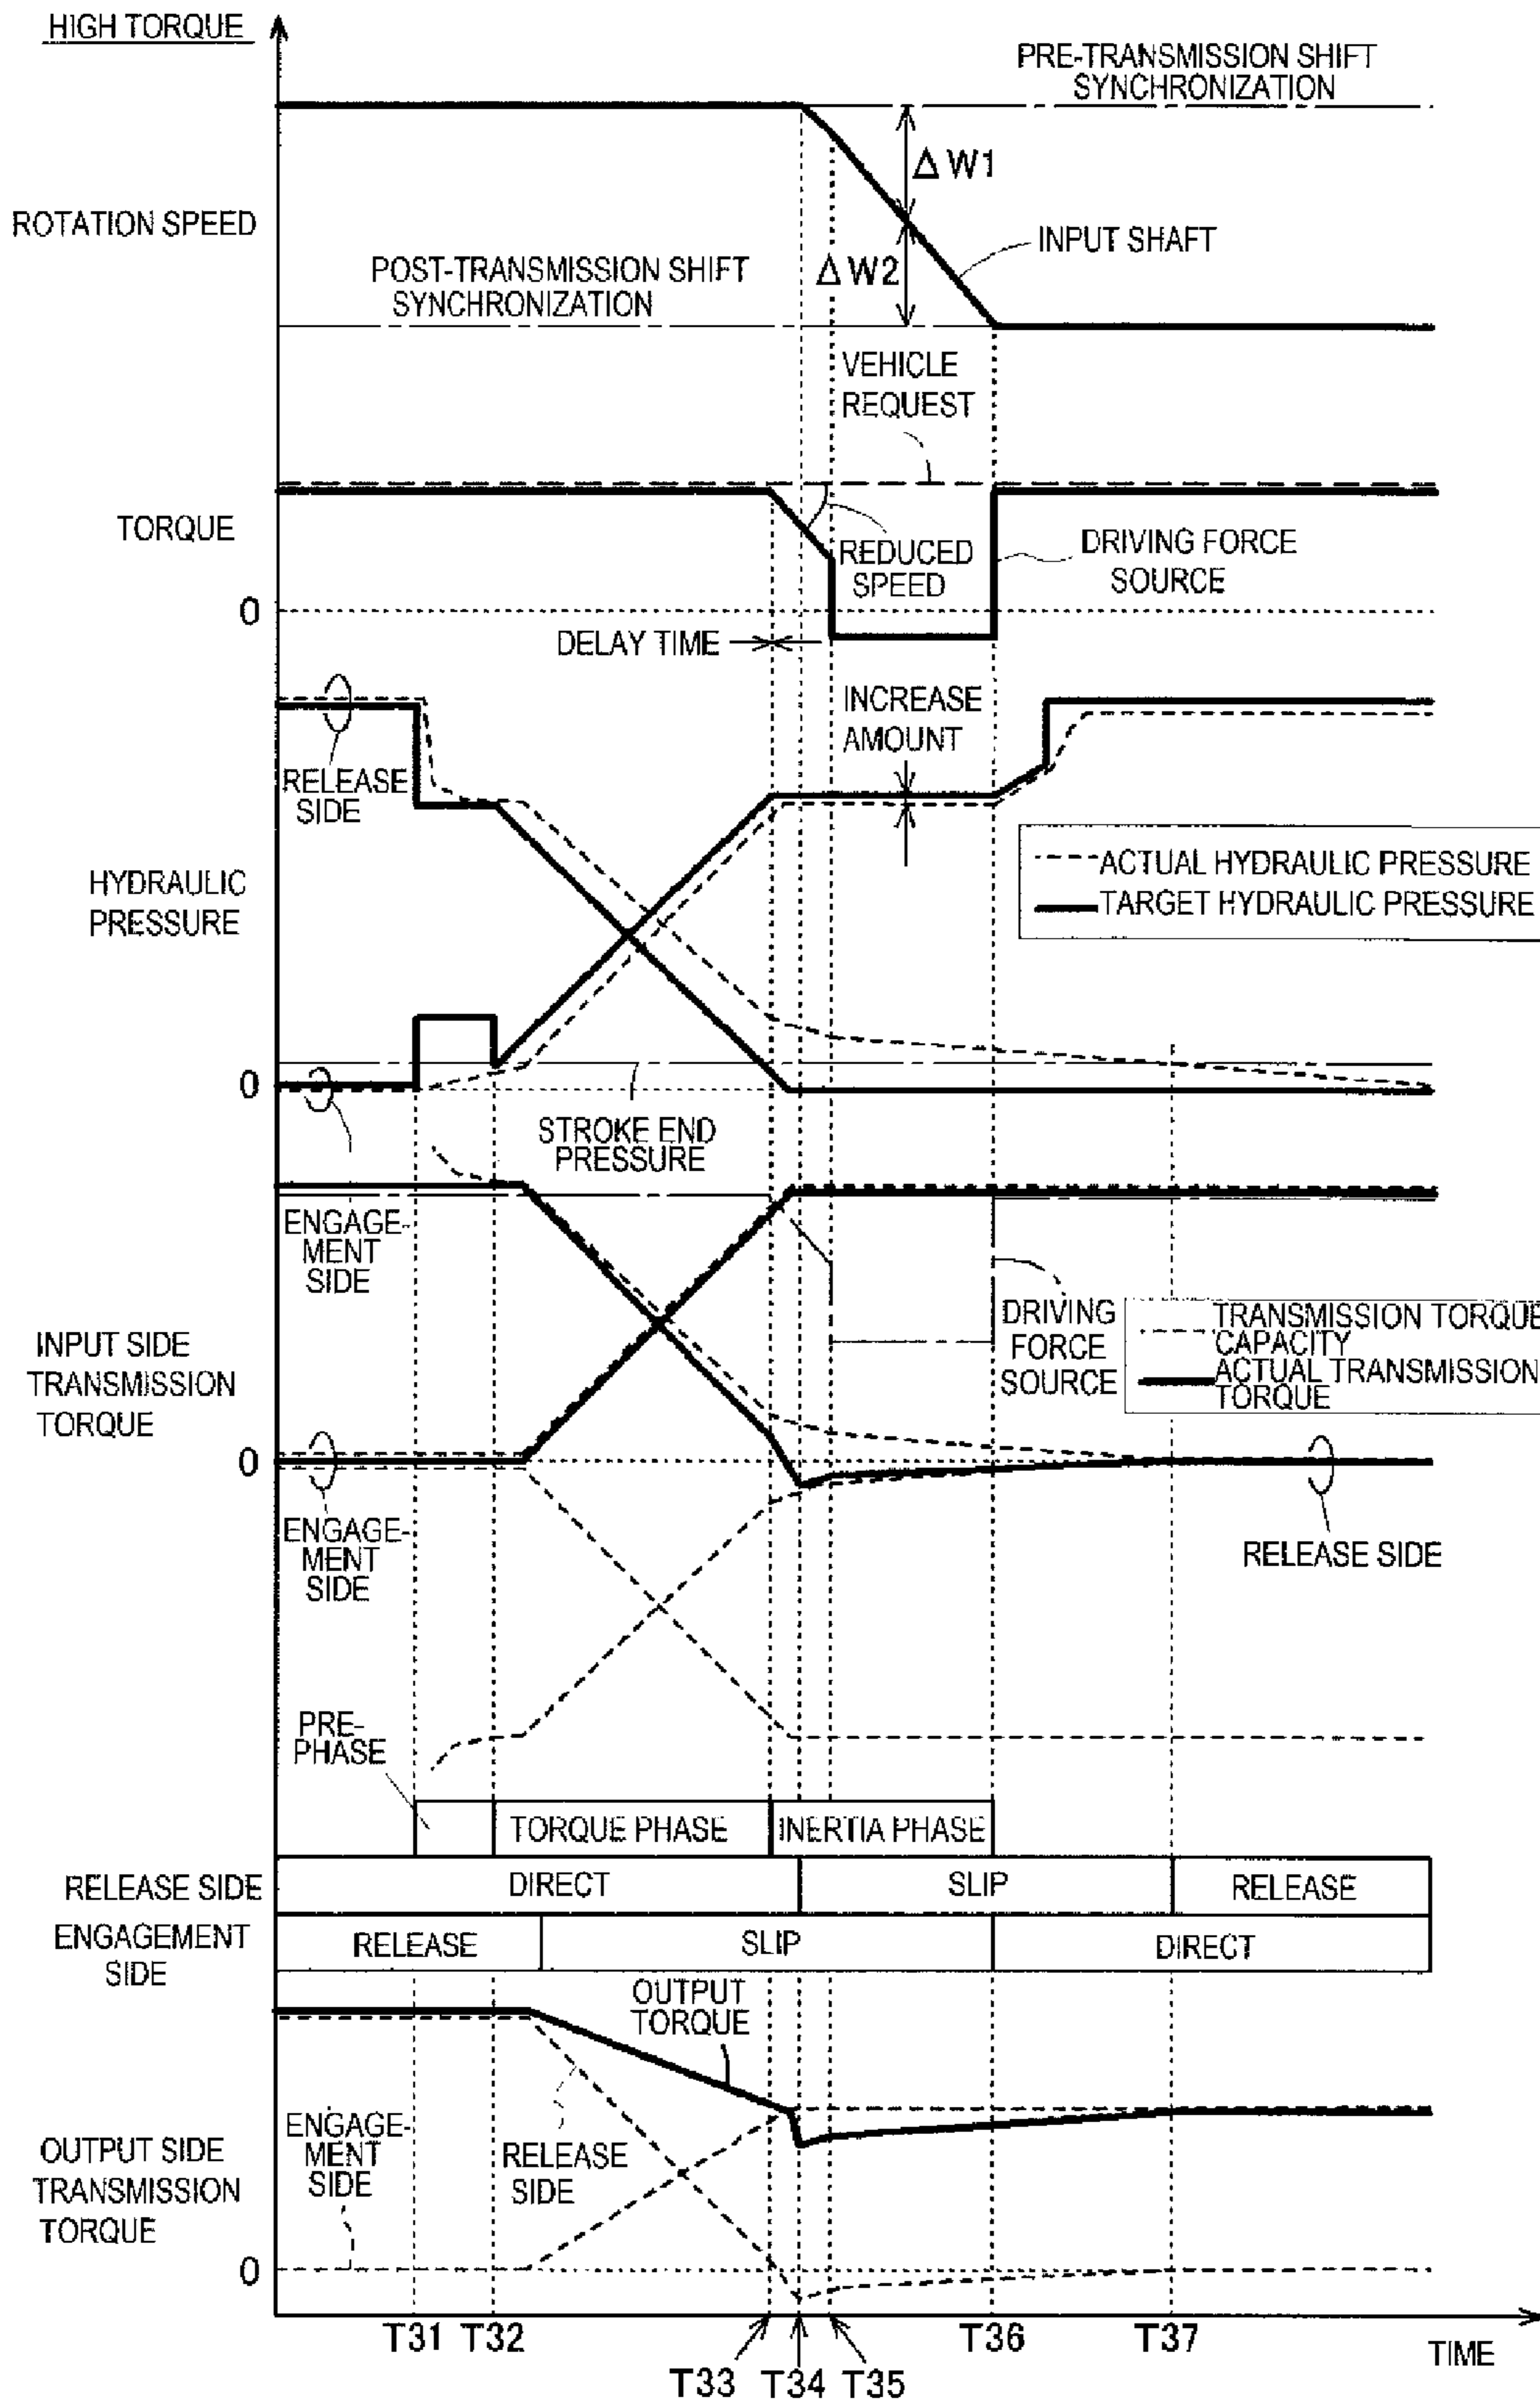 HIGH TORQUE
PRE-TRANSMISSION SHIFT
SYNCHRONIZATION
Δ W1
ROTATION SPEED
INPUT SHAFT
POST-TRANSMISSION SHIFT
SYNCHRONIZATION
Δ W2
VEHICLE
REQUEST
TORQUE
REDUCED
SPEED
DRIVING FORCE
SOURCE
0
DELAY TIME
INCREASE
AMOUNT
RELEASE
SIDE
HYDRAULIC
PRESSURE
ACTUAL HYDRAULIC PRESSURE
TARGET HYDRAULIC PRESSURE
0
STROKE END
PRESSURE
ENGAGE-
MENT
SIDE
DRIVING
FORCE
SOURCE
TRANSMISSION TORQUE
CAPACITY
ACTUAL TRANSMISSION
TORQUE
INPUT SIDE
TRANSMISSION
TORQUE
0
ENGAGE-
MENT
SIDE
RELEASE SIDE
PRE-
PHASE
TORQUE PHASE
INERTIA PHASE
RELEASE SIDE
DIRECT
SLIP
RELEASE
ENGAGEMENT
SIDE
RELEASE
SLIP
DIRECT
OUTPUT
TORQUE
ENGAGE-
MENT
SIDE
RELEASE
SIDE
OUTPUT SIDE
TRANSMISSION
TORQUE
0
T31 T32
T36
T37
TIME
T33 T34 T35